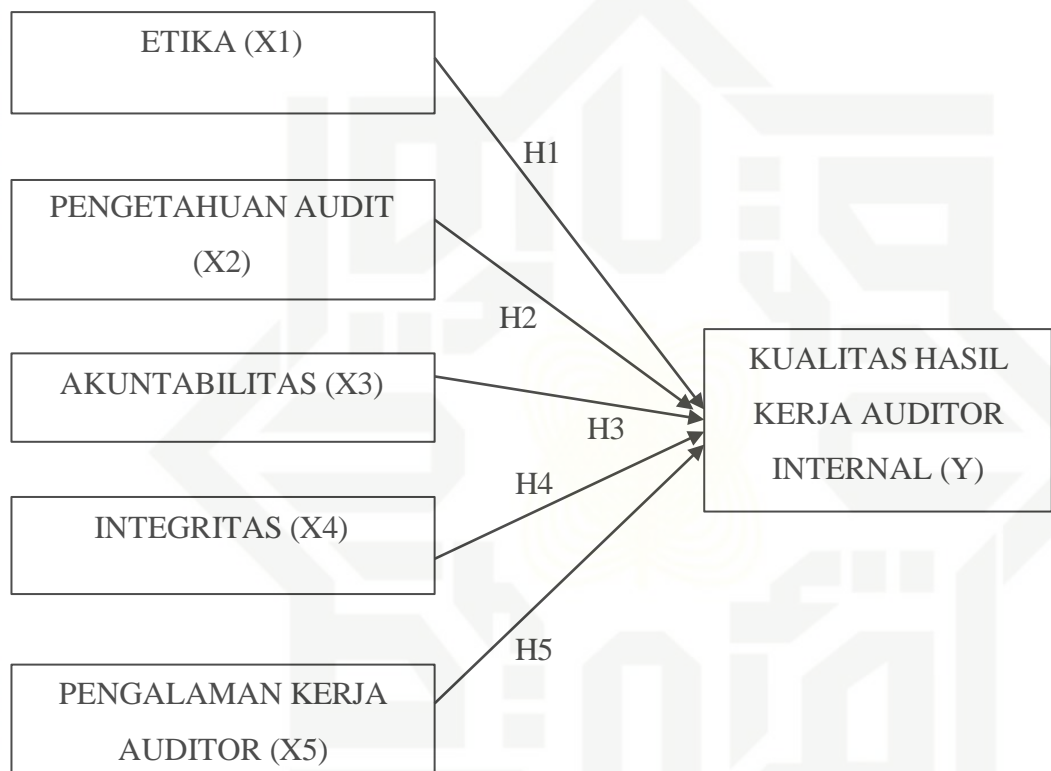 ETIKA (X1)
H1
PENGETAHUAN AUDIT
(X2)
H2
KUALITAS HASIL
KERJA AUDITOR
INTERNAL (Y)
AKUNTABILITAS (X3)
H3
H4
INTEGRITAS (X4)
H5
PENGALAMAN KERJA
AUDITOR (X5)